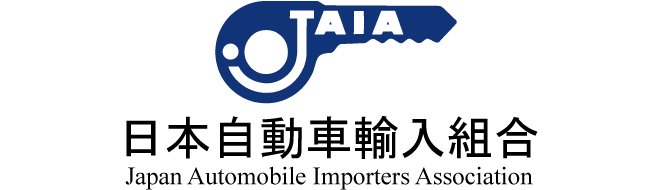 JAIA
日本自動車輸入組合
Japan Automobile Importers Association